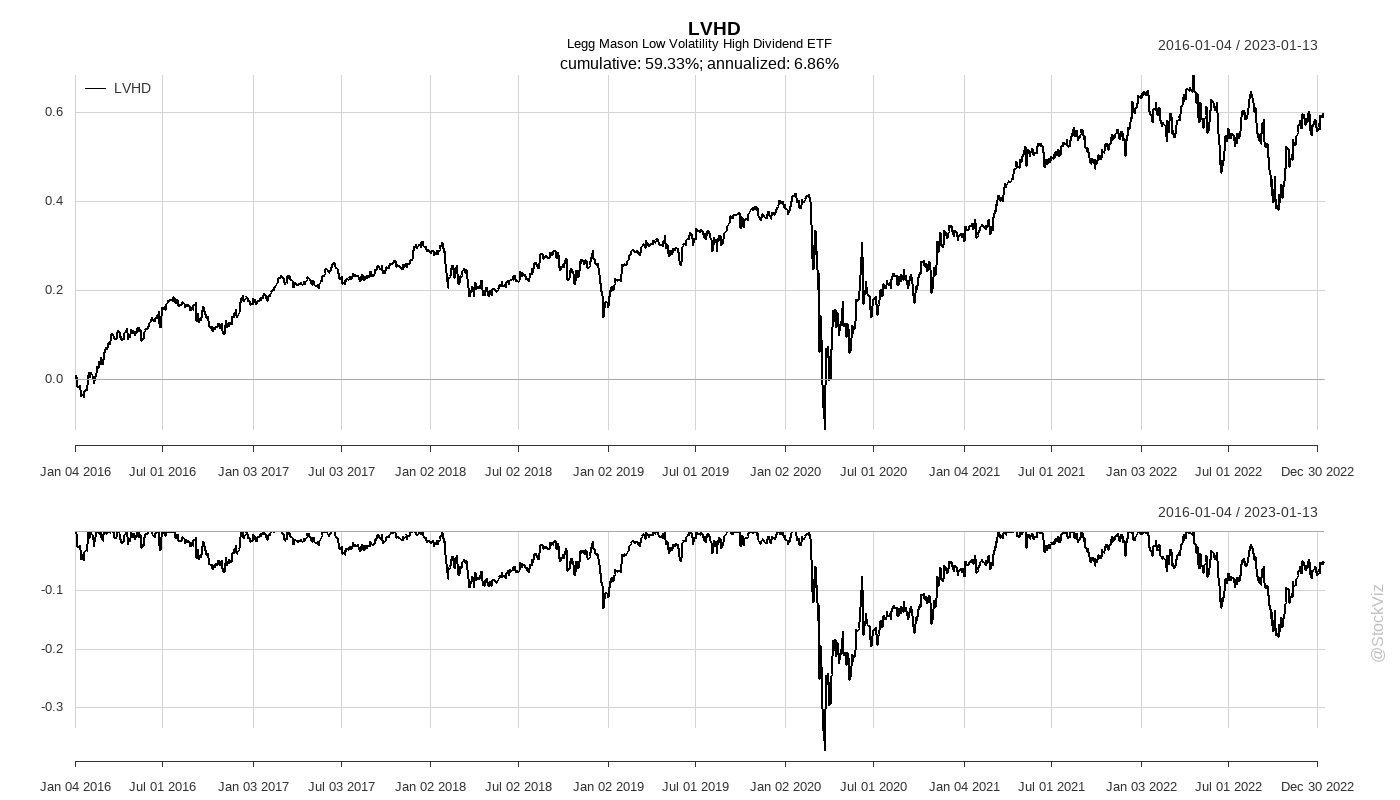 LVHD
Legg Mason Low Volatility High Dividend ETF
2016-01-04 / 2023-01-13
cumulative: 59.33%; annualized: 6.86%
LVHD
0.6
0.4
0.2
0.0
Jan 04 2016 Jul 01 2016 Jan 03 2017 Jul 03 2017 Jan 02 2018 Jul 02 2018 Jan 02 2019 Jul 01 2019 Jan 02 2020 Jul 01 2020 Jan 04 2021 Jul 01 2021 Jan 03 2022 Jul 01 2022 Dec 30 2022
2016-01-04 / 2023-01-13
-0.1
-0.2
-0.3
Jan 04 2016 Jul 01 2016 Jan 03 2017 Jul 03 2017 Jan 02 2018 Jul 02 2018 Jan 02 2019 Jul 01 2019 Jan 02 2020 Jul 01 2020 Jan 04 2021 Jul 01 2021 Jan 03 2022 Jul 01 2022 Dec 30 2022
@StockViz